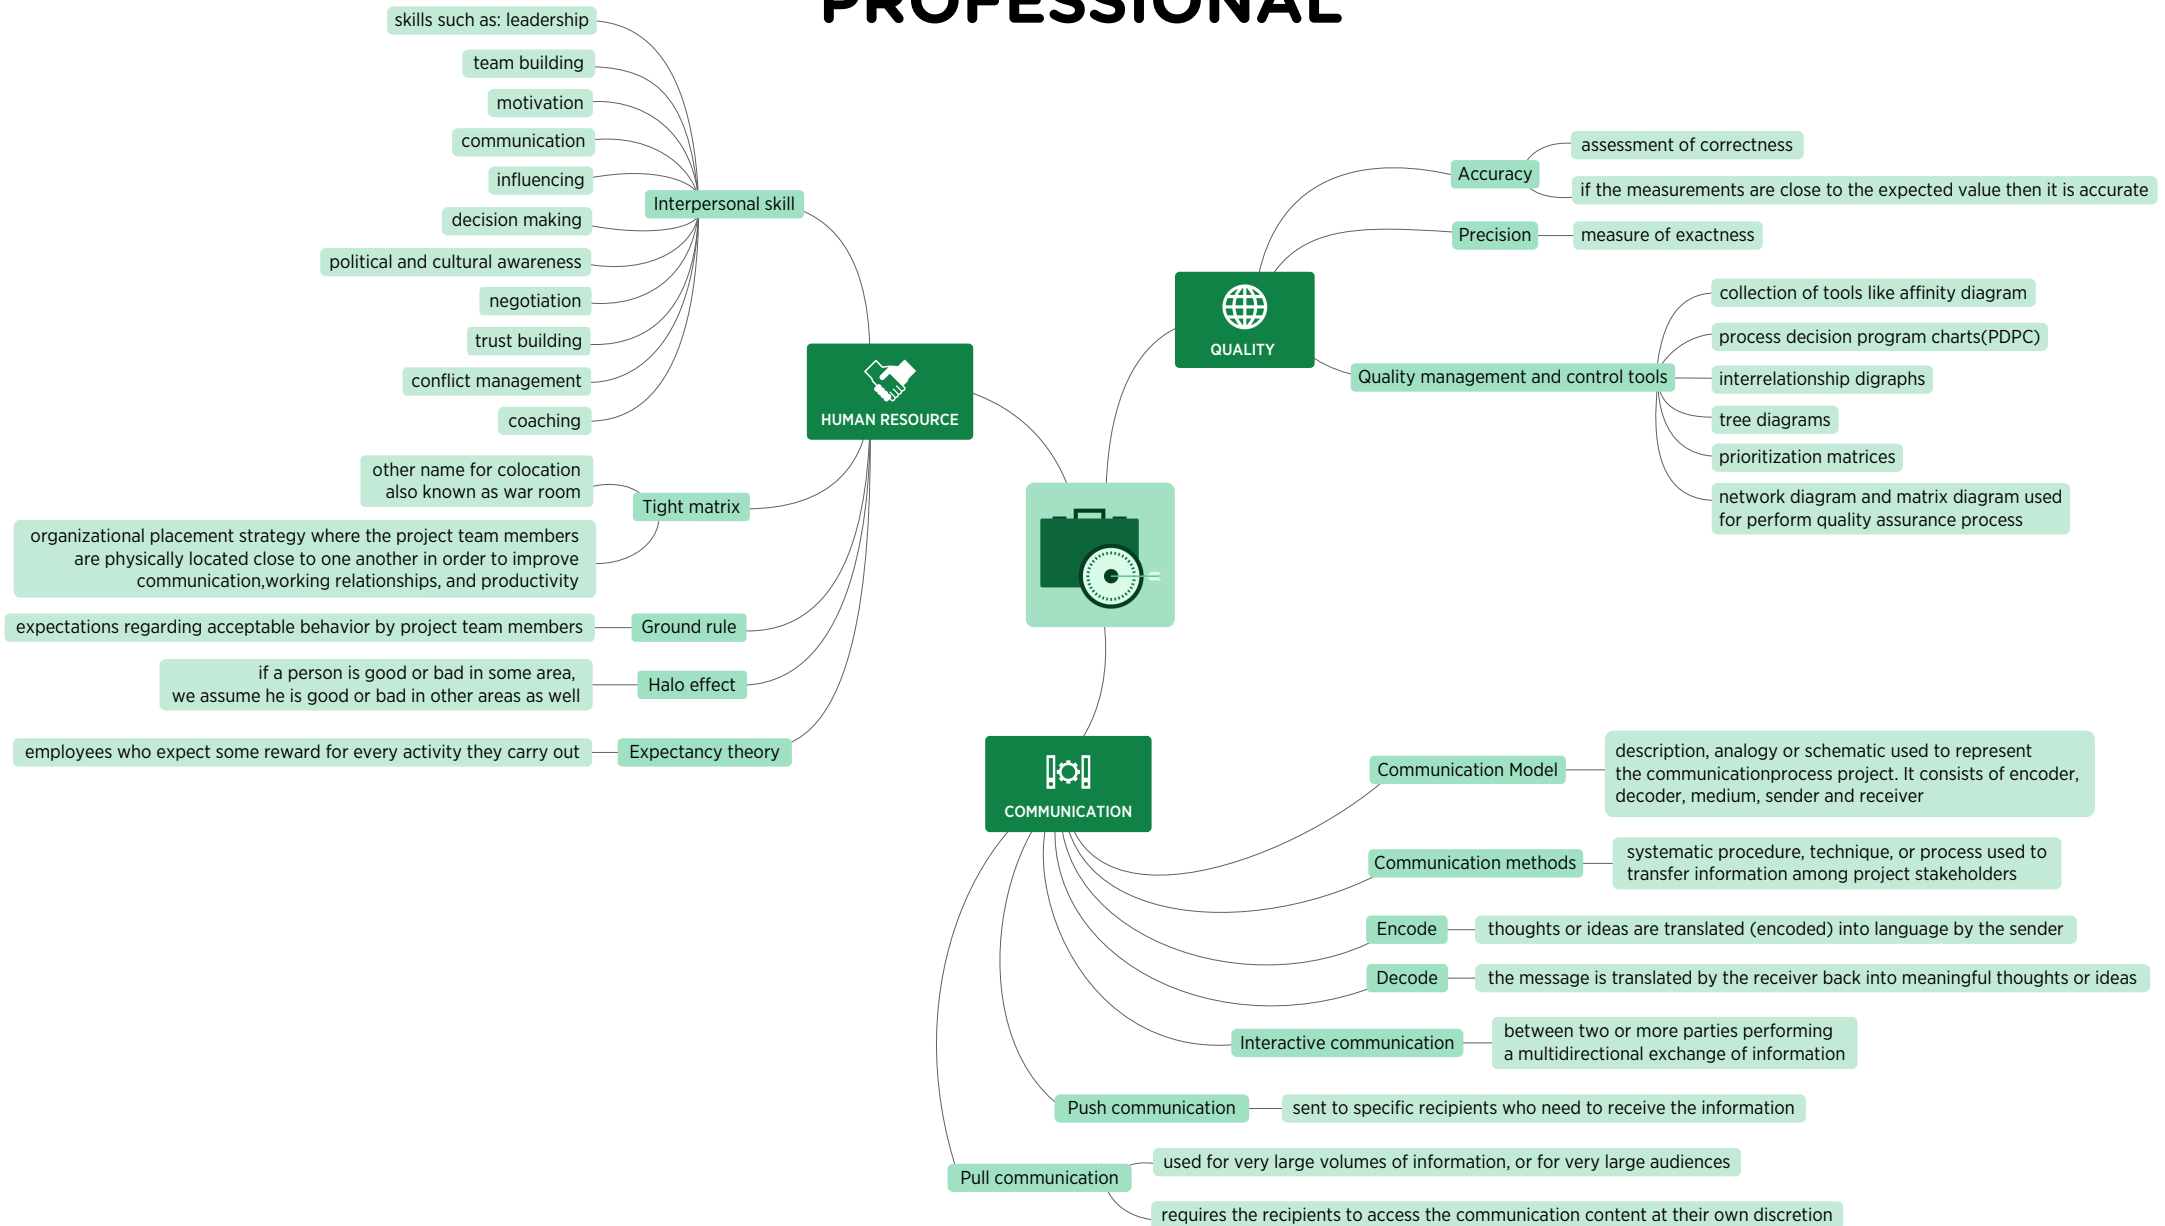 PROFESSIONAL
skills such as: leadership
team building
motivation
communication
influencing
decision making
political and cultural awareness
negotiation
trust building
conflict management
coaching
Interpersonal skill
HUMAN RESOURCE
other name for colocation
also known as war room
Tight matrix
organizational placement strategy where the project team members
are physically located close to one another in order to improve
communication,working relationships, and productivity
expectations regarding acceptable behavior by project team members
Ground rule
if a person is good or bad in some area,
we assume he is good or bad in other areas as well
Halo effect
employees who expect some reward for every activity they carry out
Expectancy theory
QUALITY
Accuracy
assessment of correctness
if the measurements are close to the expected value then it is accurate
Precision
measure of exactness
Quality management and control tools
collection of tools like affinity diagram
process decision program charts(PDPC)
interrelationship digraphs
tree diagrams
prioritization matrices
network diagram and matrix diagram used
for perform quality assurance process
COMMUNICATION
Communication Model
description, analogy or schematic used to represent
the communicationprocess project. It consists of encoder,
decoder, medium, sender and receiver
Communication methods
systematic procedure, technique, or process used to
transfer information among project stakeholders
Encode
thoughts or ideas are translated (encoded) into language by the sender
Decode
the message is translated by the receiver back into meaningful thoughts or ideas
Interactive communication
between two or more parties performing
a multidirectional exchange of information
Push communication
sent to specific recipients who need to receive the information
Pull communication
used for very large volumes of information, or for very large audiences
requires the recipients to access the communication content at their own discretion